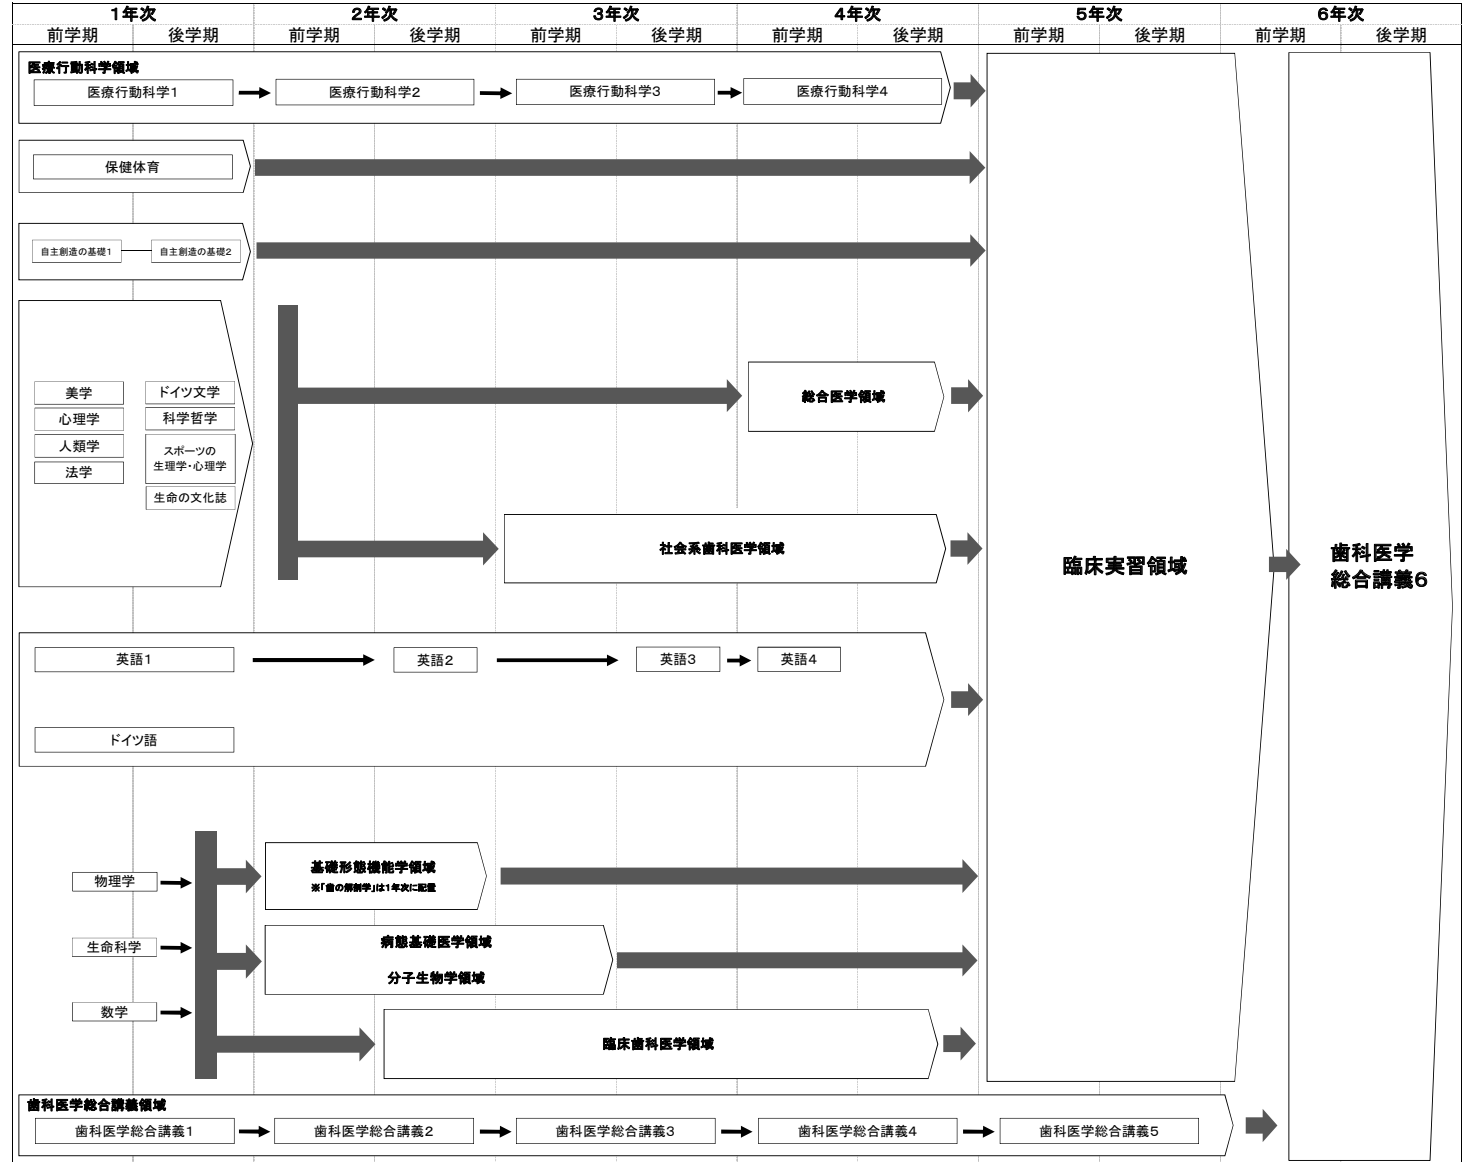 1年次
2年次
3年次
4年次
5年次
6年次
前学期
後学期
前学期
後学期
前学期
後学期
前学期
後学期
前学期
後学期
前学期
後学期
医療行動科学領域
医療行動科学1
医療行動科学2
医療行動科学3
医療行動科学4
保健体育
自主創造の基礎1
自主創造の基礎2
美学
心理学
人類学
法学
ドイツ文学
科学哲学
スポーツの
生理学・心理学
生命の文化誌
総合医学領域
社会系歯科医学領域
臨床実習領域
歯科医学
総合講義6
英語1
英語2
英語3
英語4
ドイツ語
物理学
生命科学
数学
基礎形態機能学領域
※「歯の解剖学」は1年次に配置
病態基礎医学領域
分子生物学領域
臨床歯科医学領域
歯科医学総合講義領域
歯科医学総合講義1
歯科医学総合講義2
歯科医学総合講義3
歯科医学総合講義4
歯科医学総合講義5